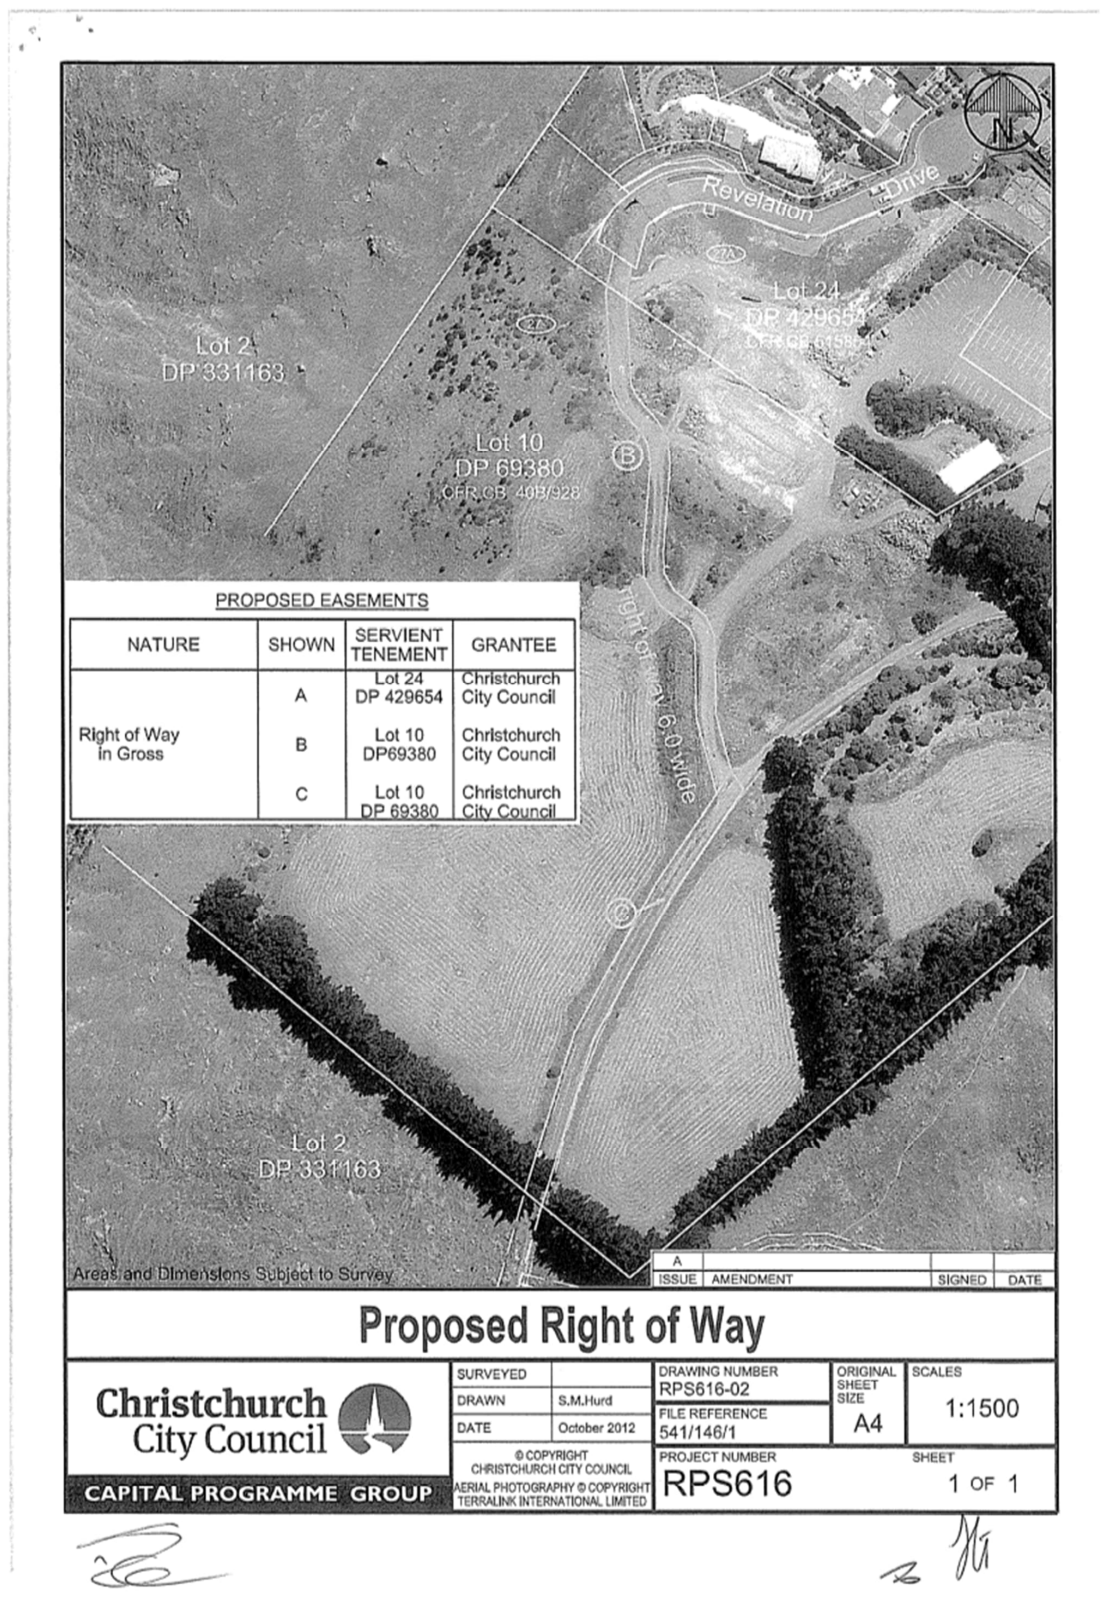 N
Revelation Drive
27A
Lot 24
DP 429654
Lot 2
DP 331163
Lot 10
DP 69380
CFR CB 40B/928
B
right of way 6.0 wide
PROPOSED EASEMENTS
NATURE SHOWN SERVIENT TENEMENT GRANTEE
Right of Way in Gross
A Lot 24 DP 429654 Christchurch City Council
B Lot 10 DP69380 Christchurch City Council
C Lot 10 DP 69380 Christchurch City Council
C
Lot 2
DP 331163
Areas and Dimensions Subject to Survey
A
ISSUE AMENDMENT SIGNED DATE
Proposed Right of Way
Christchurch
City Council
CAPITAL PROGRAMME GROUP
SURVEYED
DRAWN S.M.Hurd
DATE October 2012
© COPYRIGHT
CHRISTCHURCH CITY COUNCIL
AERIAL PHOTOGRAPHY © COPYRIGHT
TERRALINK INTERNATIONAL LIMITED
DRAWING NUMBER
RPS616-02
FILE REFERENCE
541/146/1
PROJECT NUMBER
RPS616
ORIGINAL
SHEET
SIZE
A4
SCALES
1:1500
SHEET
1 OF 1